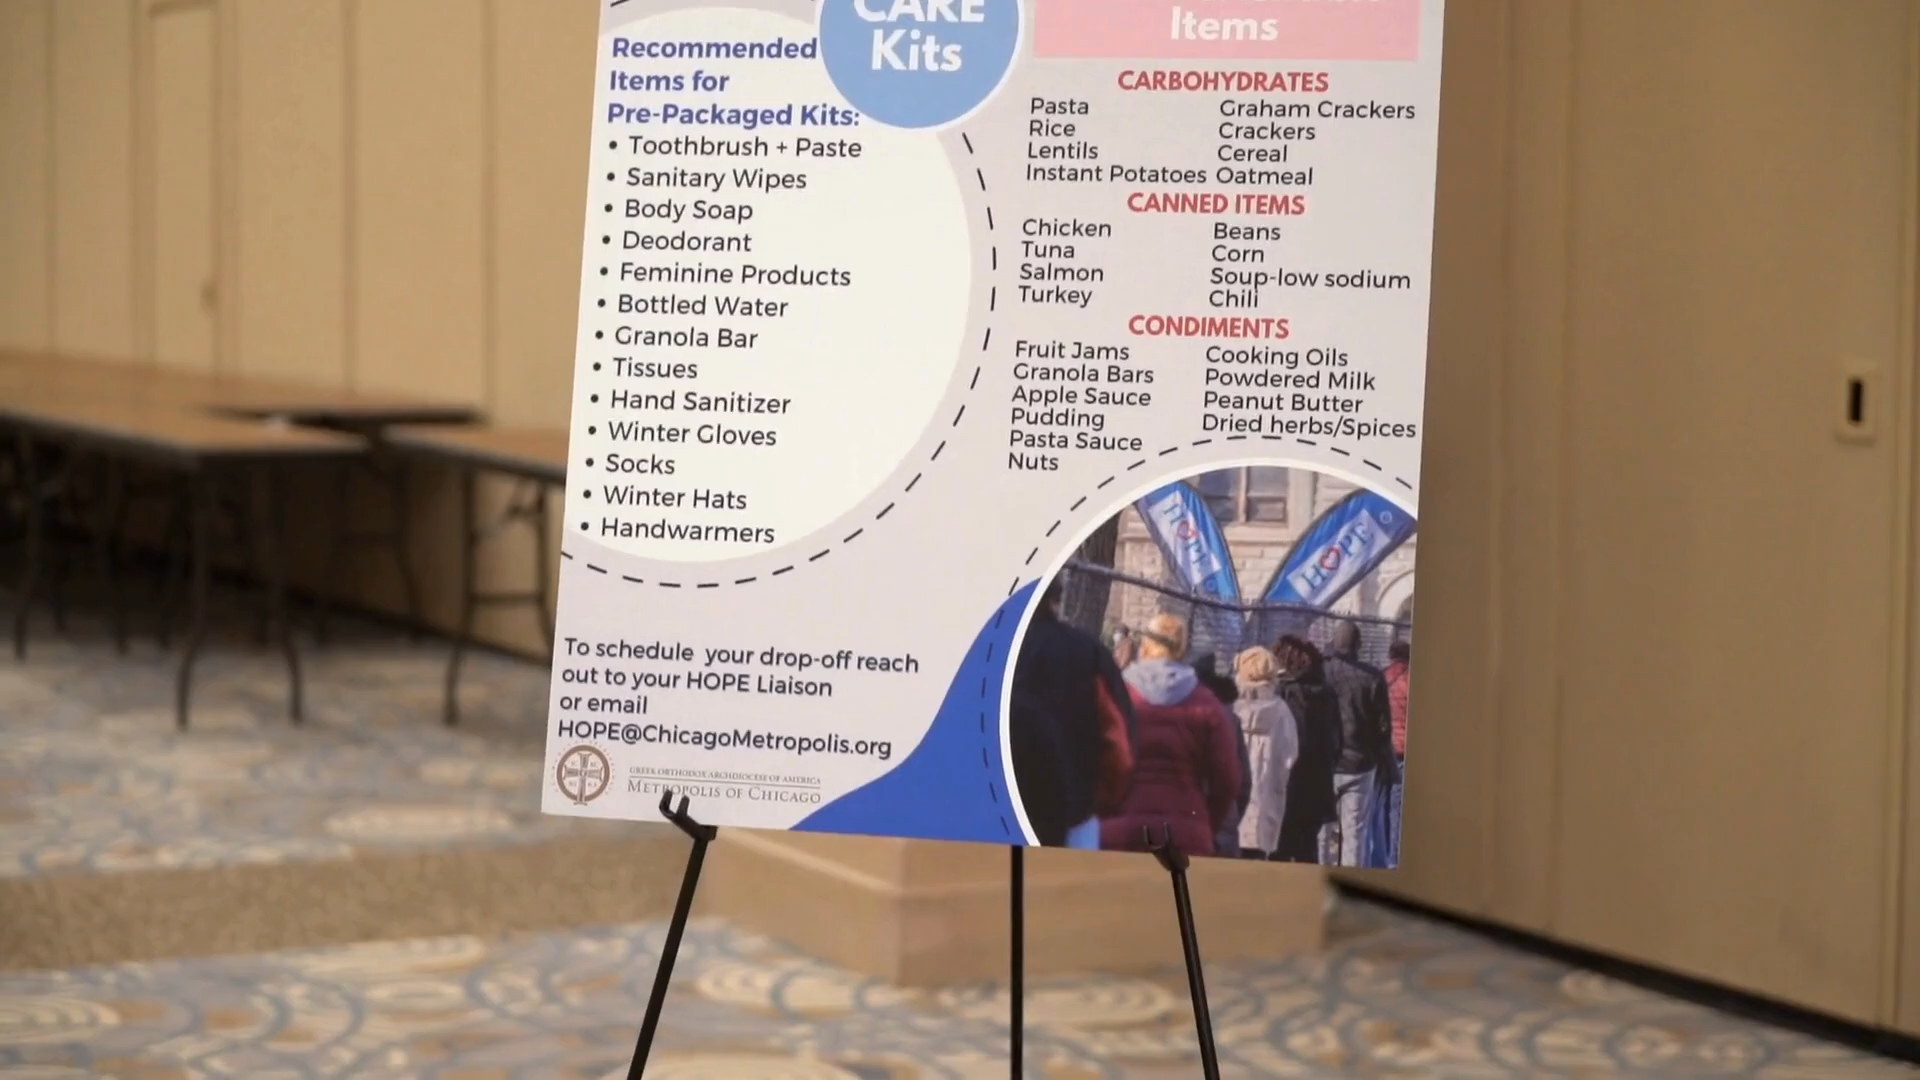 CARE
Kits
Recommended
Items for
Pre-Packaged Kits:
• Toothbrush + Paste
• Sanitary Wipes
• Body Soap
• Deodorant
• Feminine Products
• Bottled Water
• Granola Bar
• Tissues
• Hand Sanitizer
• Winter Gloves
• Socks
• Winter Hats
• Handwarmers
To schedule your drop-off reach
out to your HOPE Liaison
or email
HOPE@ChicagoMetropolis.org
GREEK ORTHODOX ARCHDIOCESE OF AMERICA
METROPOLIS OF CHICAGO
Items
CARBOHYDRATES
Pasta Graham Crackers
Rice Crackers
Lentils Cereal
Instant Potatoes Oatmeal
CANNED ITEMS
Chicken Beans
Tuna Corn
Salmon Soup-low sodium
Turkey Chili
CONDIMENTS
Fruit Jams Cooking Oils
Granola Bars Powdered Milk
Apple Sauce Peanut Butter
Pudding Dried herbs/Spices
Pasta Sauce
Nuts
HOPE
HOPE